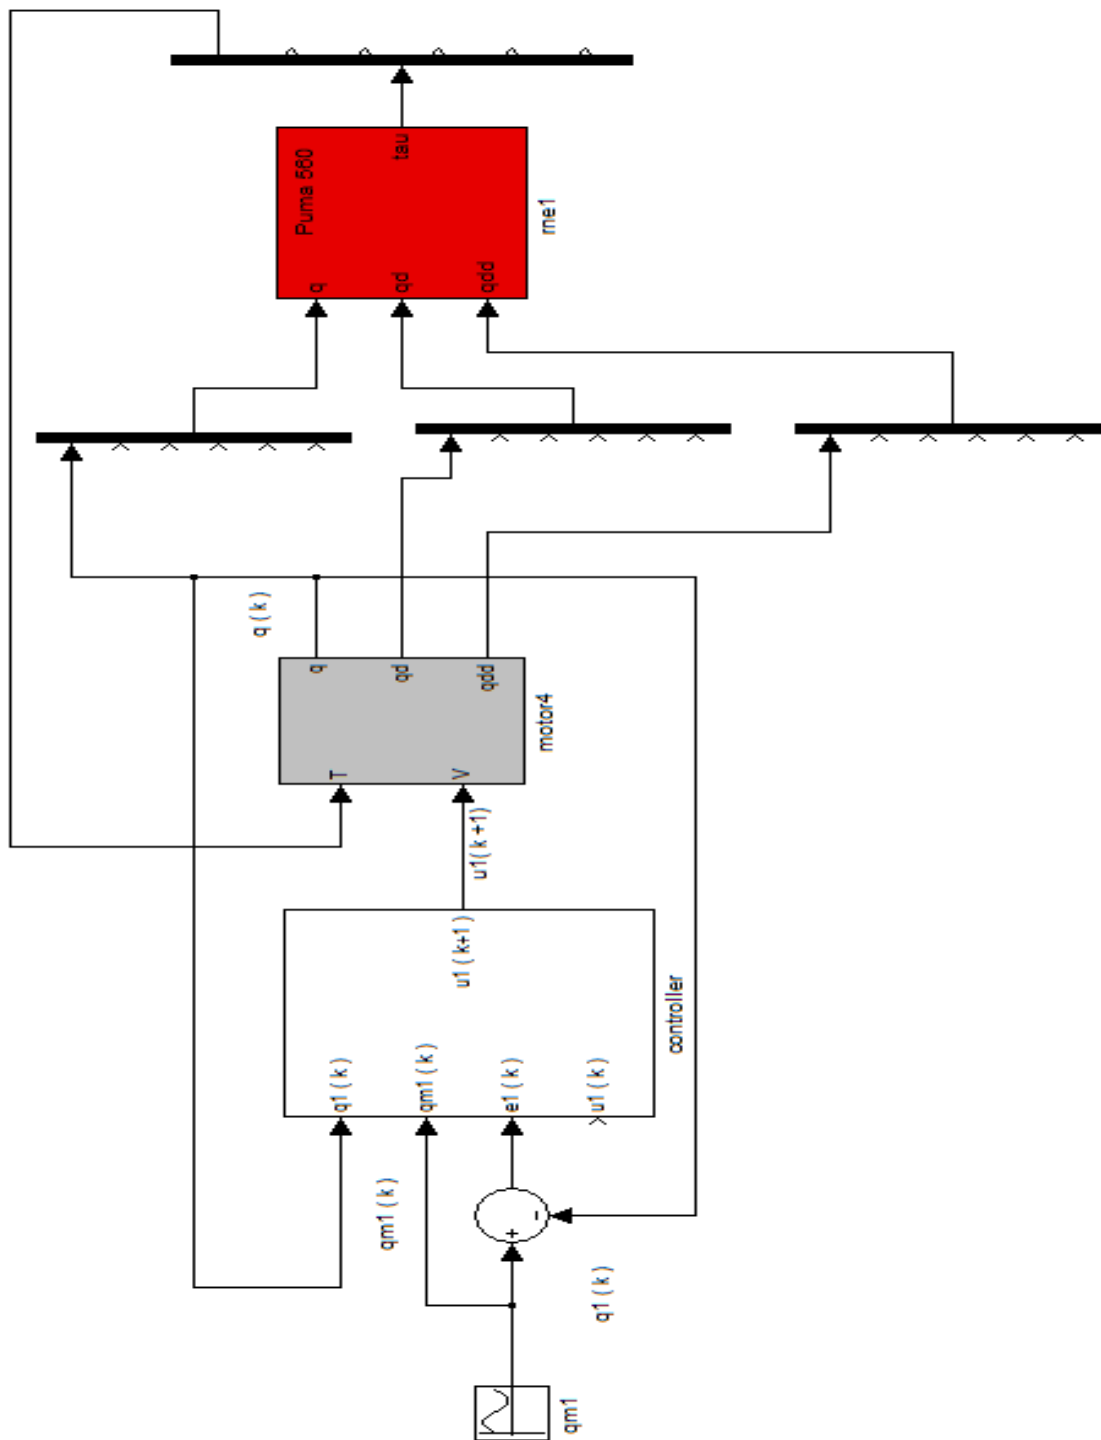 qm1
q1 ( k )
+
-
qm1 ( k )
q1 ( k )
qm1 ( k )
e1 ( k )
u1 ( k )
u1 ( k+1 )
controller
u1( k +1)
T
V
q
qd
qdd
motor4
q ( k )
q
qd
qdd
Puma 560
tau
rne1